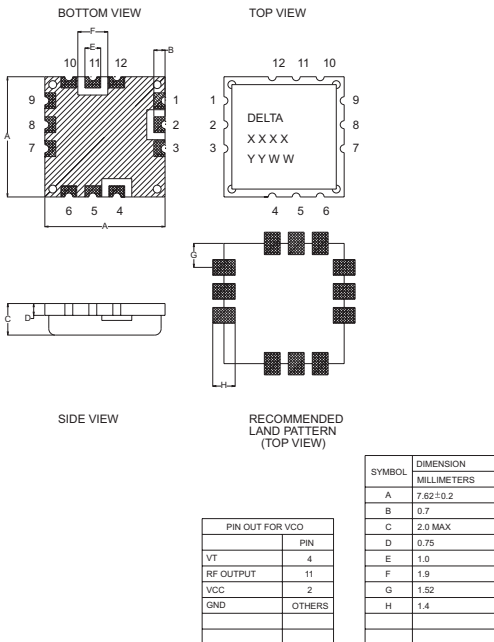 BOTTOM VIEW
TOP VIEW
F
E
B
10 11 12
9
8
7
1
2
3
A
6 5 4
A
12 11 10
1
2
3
9
8
7
DELTA
X X X X
Y Y W W
4 5 6
G
H
C
D
SIDE VIEW
RECOMMENDED
LAND PATTERN
(TOP VIEW)
PIN OUT FOR VCO
PIN
VT 4
RF OUTPUT 11
VCC 2
GND OTHERS
SYMBOL DIMENSION
MILLIMETERS
A 7.62±0.2
B 0.7
C 2.0 MAX
D 0.75
E 1.0
F 1.9
G 1.52
H 1.4